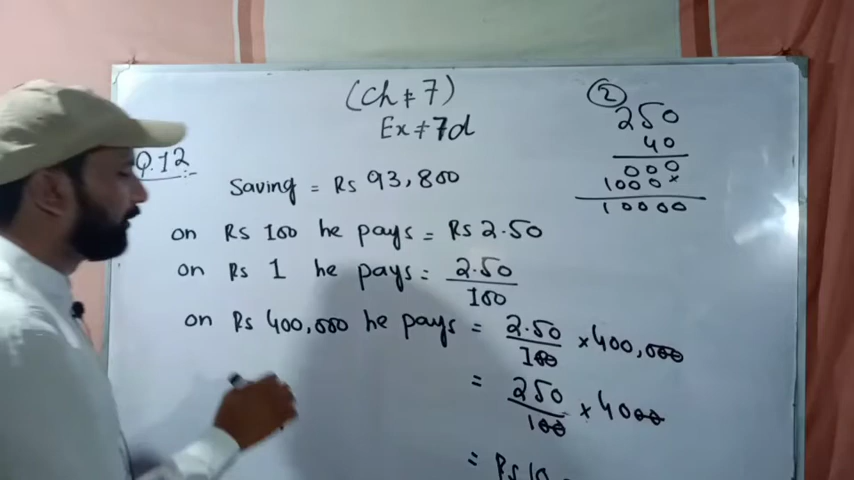 (Ch # 7)
Ex # 7d
Q.12 :-
Saving = Rs 93,800
on Rs 100 he pays = Rs 2.50
on Rs 1 he pays = 2.50
100
on Rs 400,000 he pays = 2.50 × 400,000
100
= 250 × 4000
100
= Rs 10
②
250
40
000
1000×
10000